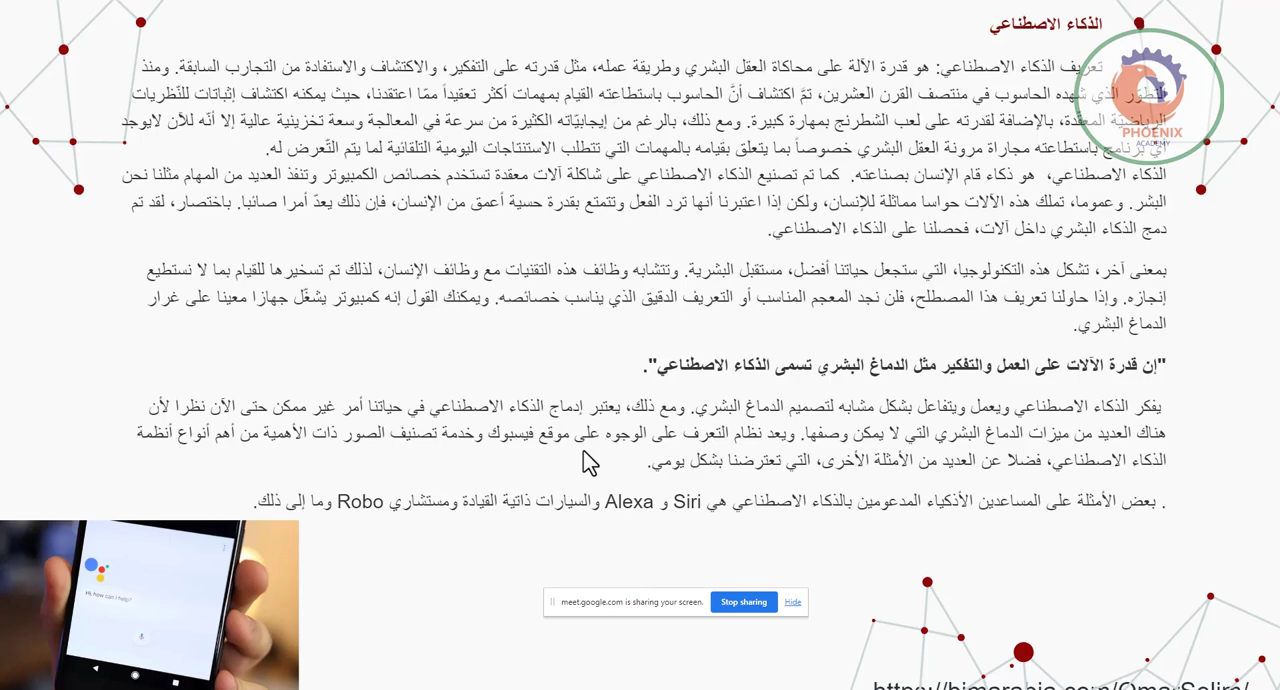 الذكاء الاصطناعي
تعريف الذكاء الاصطناعي: هو قدرة الآلة على محاكاة العقل البشري وطريقة عمله، مثل قدرته على التفكير، والاكتشاف والاستفادة من التجارب السابقة. ومنذ
التطوّر الذي شهده الحاسوب في منتصف القرن العشرين، تمَّ اكتشاف أنَّ الحاسوب باستطاعته القيام بمهمات أكثر تعقيداً ممّا اعتقدنا، حيث يمكنه اكتشاف إثباتات للنّظريات
الرياضيّة المعقّدة، بالإضافة لقدرته على لعب الشطرنج بمهارة كبيرة. ومع ذلك، بالرغم من إيجابيّاته الكثيرة من سرعة في المعالجة وسعة تخزينية عالية إلا أنّه للآن لايوجد
أي برنامج باستطاعته مجاراة مرونة العقل البشري خصوصاً بما يتعلق بقيامه بالمهمات التي تتطلب الاستنتاجات اليومية التلقائية لما يتم التّعرض له.
الذكاء الاصطناعي، هو ذكاء قام الإنسان بصناعته. كما تم تصنيع الذكاء الاصطناعي على شاكلة آلات معقدة تستخدم خصائص الكمبيوتر وتنفذ العديد من المهام مثلنا نحن
البشر. وعموما، تملك هذه الآلات حواسا مماثلة للإنسان، ولكن إذا اعتبرنا أنها ترد الفعل وتتمتع بقدرة حسية أعمق من الإنسان، فإن ذلك يعدّ أمرا صائبا. باختصار، لقد تم
دمج الذكاء البشري داخل آلات، فحصلنا على الذكاء الاصطناعي.
بمعنى آخر، تشكل هذه التكنولوجيا، التي ستجعل حياتنا أفضل، مستقبل البشرية. وتتشابه وظائف هذه التقنيات مع وظائف الإنسان، لذلك تم تسخيرها للقيام بما لا نستطيع
إنجازه. وإذا حاولنا تعريف هذا المصطلح، فلن نجد المعجم المناسب أو التعريف الدقيق الذي يناسب خصائصه. ويمكنك القول إنه كمبيوتر يشغّل جهازا معينا على غرار
الدماغ البشري.
"إن قدرة الآلات على العمل والتفكير مثل الدماغ البشري تسمى الذكاء الاصطناعي".
يفكر الذكاء الاصطناعي ويعمل ويتفاعل بشكل مشابه لتصميم الدماغ البشري. ومع ذلك، يعتبر إدماج الذكاء الاصطناعي في حياتنا أمر غير ممكن حتى الآن نظرا لأن
هناك العديد من ميزات الدماغ البشري التي لا يمكن وصفها. ويعد نظام التعرف على الوجوه على موقع فيسبوك وخدمة تصنيف الصور ذات الأهمية من أهم أنواع أنظمة
الذكاء الاصطناعي، فضلا عن العديد من الأمثلة الأخرى، التي تعترضنا بشكل يومي.
. بعض الأمثلة على المساعدين الأذكياء المدعومين بالذكاء الاصطناعي هي Siri و Alexa والسيارات ذاتية القيادة ومستشاري Robo وما إلى ذلك.
PHOENIX
ACADEMY
Hi, how can I help?
meet.google.com is sharing your screen. Stop sharing Hide